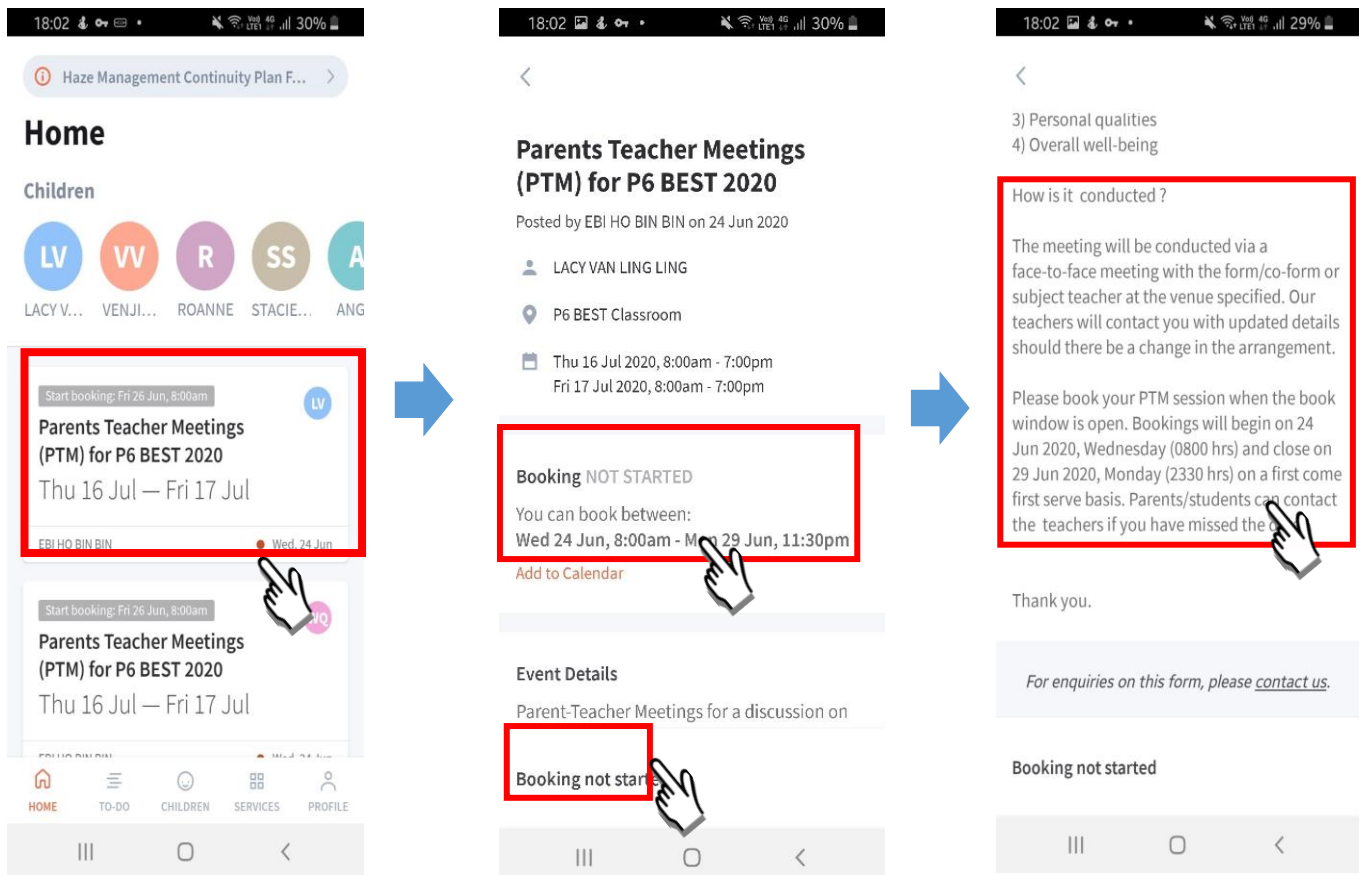 18:02
30%
Haze Management Continuity Plan F...
Home
Children
LV
VV
R
SS
A
LACY V...
VENJI...
ROANNE
STACIE...
ANG
Start booking: Fri 26 Jun, 8:00am
LV
Parents Teacher Meetings
(PTM) for P6 BEST 2020
Thu 16 Jul — Fri 17 Jul
EBI HO BIN BIN
Wed, 24 Jun
Start booking: Fri 26 Jun, 8:00am
Parents Teacher Meetings
(PTM) for P6 BEST 2020
Thu 16 Jul — Fri 17 Jul
EBI HO BIN BIN
Wed, 24 Jun
HOME
TO-DO
CHILDREN
SERVICES
PROFILE
18:02
30%
Parents Teacher Meetings
(PTM) for P6 BEST 2020
Posted by EBI HO BIN BIN on 24 Jun 2020
LACY VAN LING LING
P6 BEST Classroom
Thu 16 Jul 2020, 8:00am - 7:00pm
Fri 17 Jul 2020, 8:00am - 7:00pm
Booking NOT STARTED
You can book between:
Wed 24 Jun, 8:00am - Mon 29 Jun, 11:30pm
Add to Calendar
Event Details
Parent-Teacher Meetings for a discussion on
Booking not started
18:02
29%
3) Personal qualities
4) Overall well-being
How is it conducted ?
The meeting will be conducted via a
face-to-face meeting with the form/co-form or
subject teacher at the venue specified. Our
teachers will contact you with updated details
should there be a change in the arrangement.
Please book your PTM session when the book
window is open. Bookings will begin on 24
Jun 2020, Wednesday (0800 hrs) and close on
29 Jun 2020, Monday (2330 hrs) on a first come
first serve basis. Parents/students can contact
the teachers if you have missed the
Thank you.
For enquiries on this form, please contact us.
Booking not started